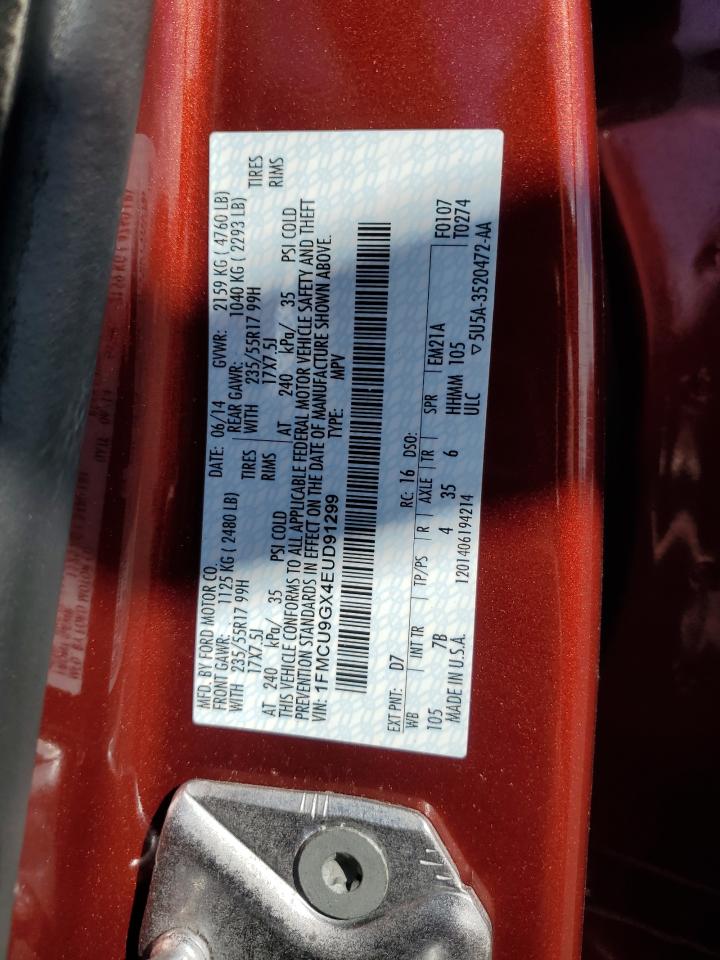 MFD. BY FORD MOTOR CO.
DATE: 06/14 GVWR: 2159 KG ( 4760 LB)
FRONT GAWR: 1125 KG ( 2480 LB)
REAR GAWR: 1040 KG ( 2293 LB)
WITH 235/55R17 99H TIRES
WITH 235/55R17 99H TIRES
17X7.5J RIMS
17X7.5J RIMS
AT 240 kPa/ 35 PSI COLD
AT 240 kPa/ 35 PSI COLD
THIS VEHICLE CONFORMS TO ALL APPLICABLE FEDERAL MOTOR VEHICLE SAFETY AND THEFT
PREVENTION STANDARDS IN EFFECT ON THE DATE OF MANUFACTURE SHOWN ABOVE.
VIN: 1FMCU9GX4EUD91299 TYPE: MPV
EXT PNT: D7 RC: 16 DSO: F0107
WB INT TR TP/PS R AXLE TR SPR EM21A T0274
105 7B 4 35 6 HHMM 105
MADE IN U.S.A. 1201406194214 ULC ▽5U5A-3520472-AA